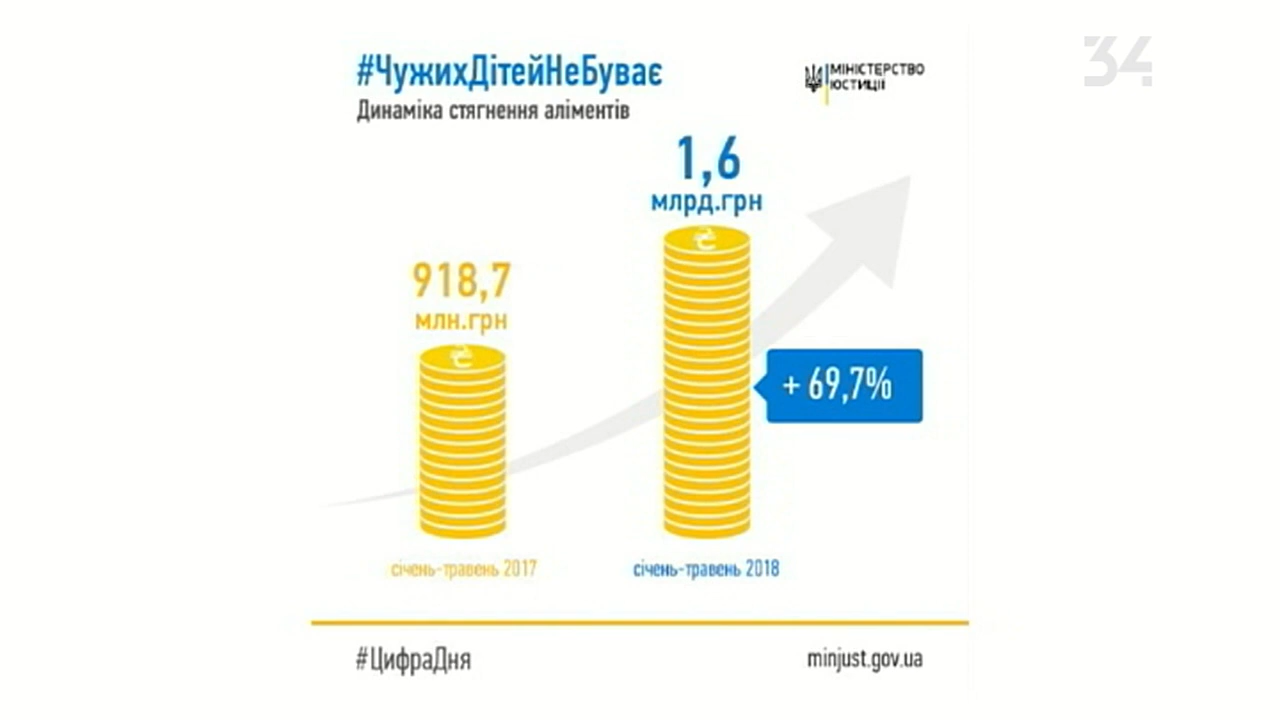 #ЧужихДітейНеБуває
Динаміка стягнення аліментів
МІНІСТЕРСТВО
ЮСТИЦІЇ
34
1,6
млрд.грн
918,7
млн.грн
+ 69,7%
січень-травень 2017
січень-травень 2018
#ЦифраДня
minjust.gov.ua